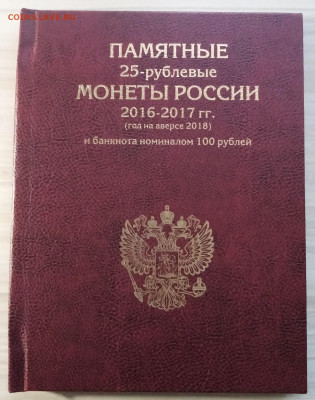 ПАМЯТНЫЕ
25-рублевые
МОНЕТЫ РОССИИ
2016-2017 гг.
(год на аверсе 2018)
и банкнота номиналом 100 рублей